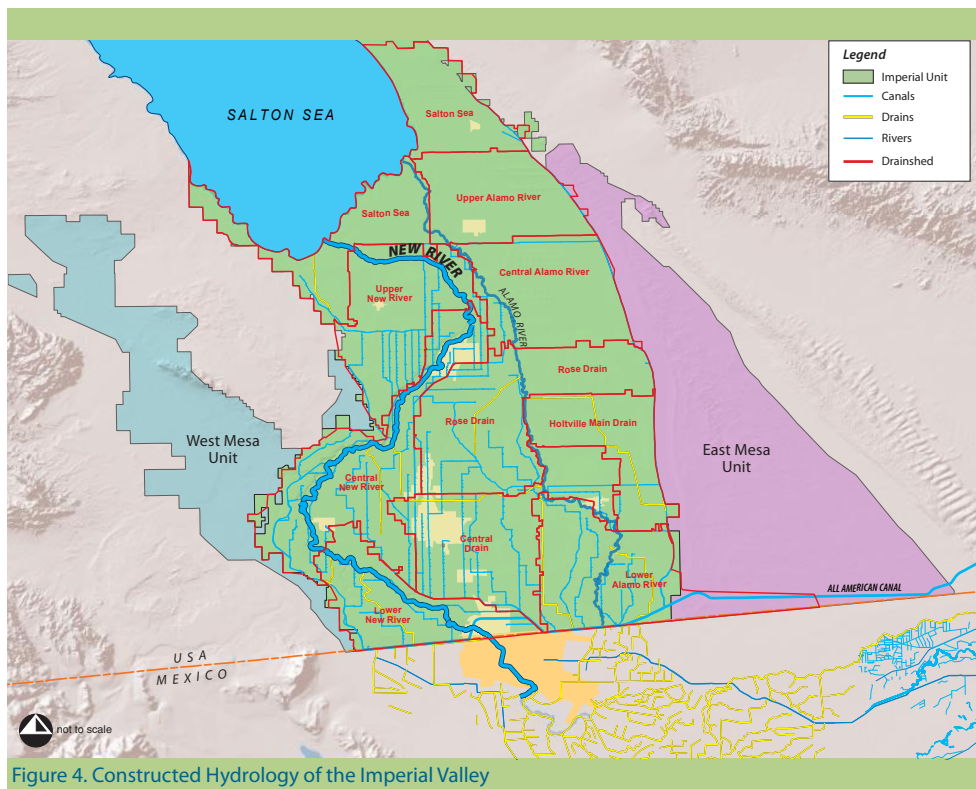 Legend
Imperial Unit
Canals
Drains
Rivers
Drainshed
SALTON SEA
Salton Sea
Upper Alamo River
Salton Sea
NEW RIVER
Central Alamo River
Upper
New River
ALAMO RIVER
Rose Drain
Rose Drain
Holtville Main Drain
West Mesa
Unit
East Mesa
Unit
Central
New River
Central
Drain
Lower
Alamo River
ALL AMERICAN CANAL
Lower
New River
USA
MEXICO
not to scale
Figure 4. Constructed Hydrology of the Imperial Valley